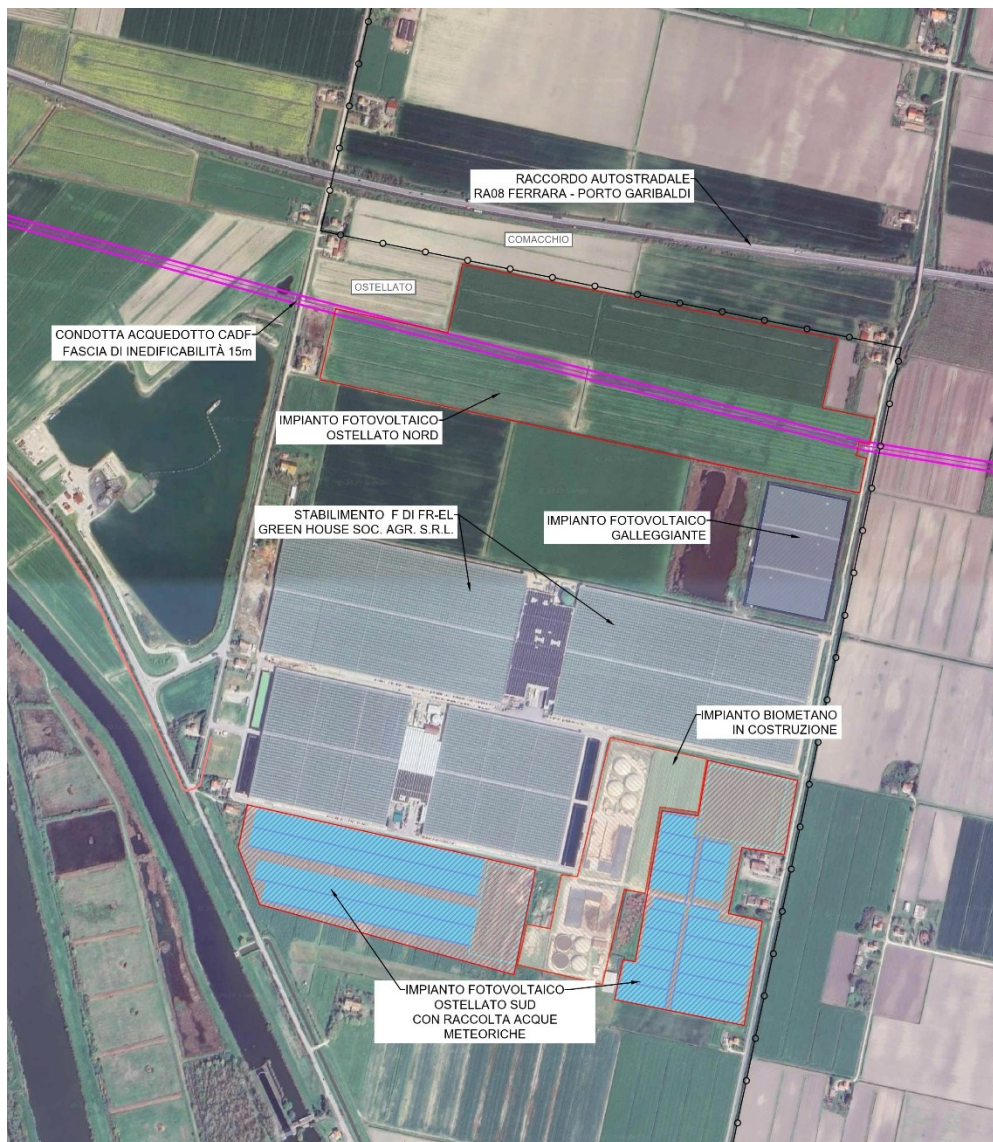 RACCORDO AUTOSTRADALE
RA08 FERRARA - PORTO GARIBALDI
COMACCHIO
OSTELLATO
CONDOTTA ACQUEDOTTO CADF
FASCIA DI INEDIFICABILITÀ 15m
IMPIANTO FOTOVOLTAICO
OSTELLATO NORD
STABILIMENTO F DI FR-EL
GREEN HOUSE SOC. AGR. S.R.L.
IMPIANTO FOTOVOLTAICO
GALLEGGIANTE
IMPIANTO BIOMETANO
IN COSTRUZIONE
IMPIANTO FOTOVOLTAICO
OSTELLATO SUD
CON RACCOLTA ACQUE
METEORICHE